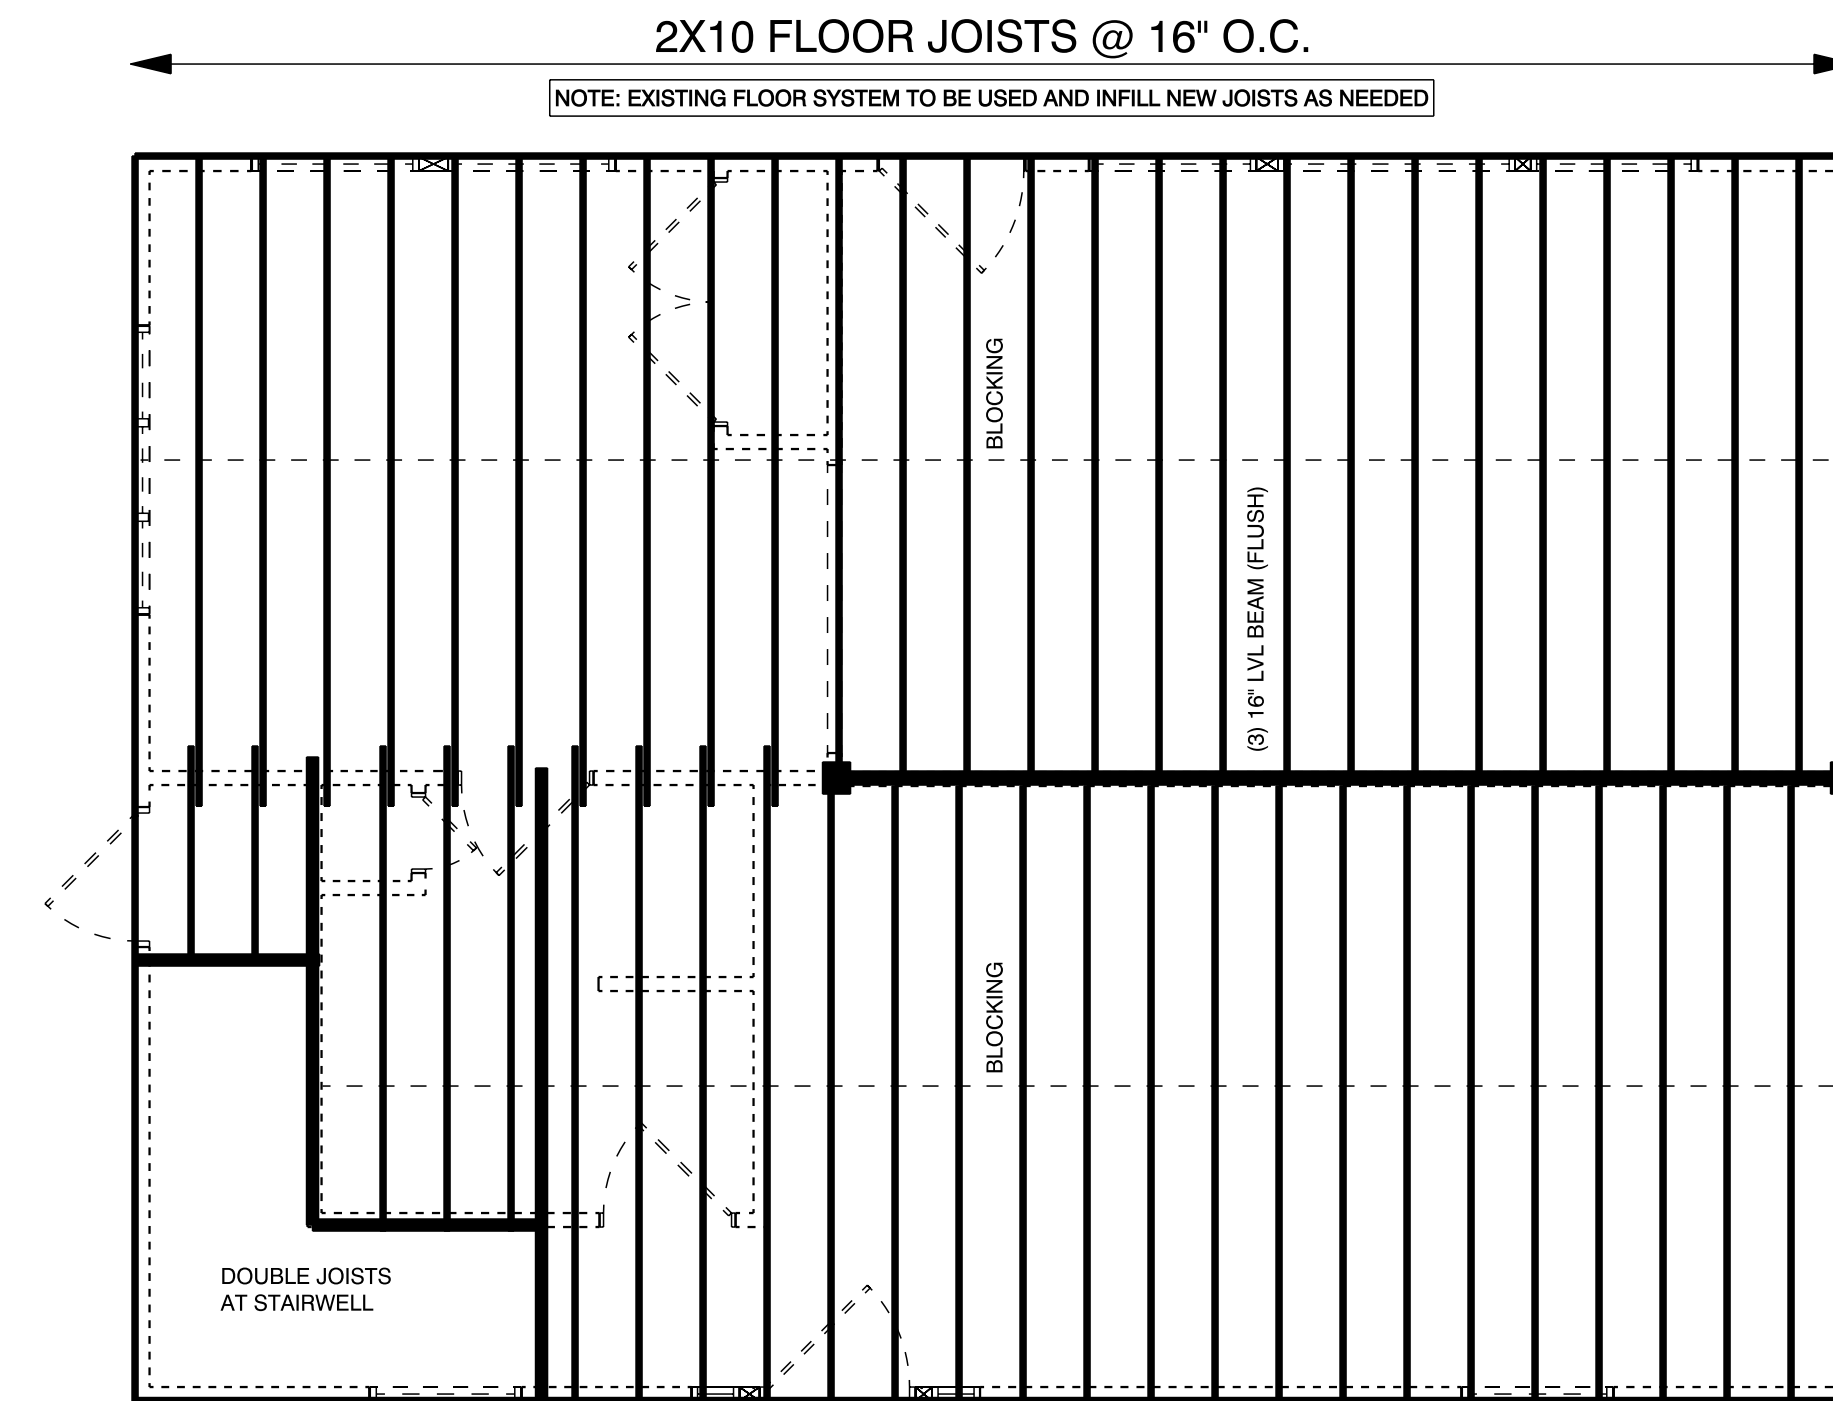 2X10 FLOOR JOISTS @ 16" O.C.
NOTE: EXISTING FLOOR SYSTEM TO BE USED AND INFILL NEW JOISTS AS NEEDED
BLOCKING
(3) 16" LVL BEAM (FLUSH)
BLOCKING
DOUBLE JOISTS
AT STAIRWELL